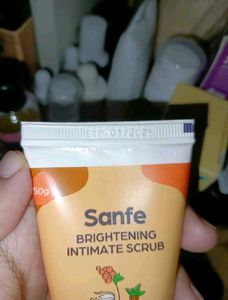 EXP. 01/2026
50g
Sanfe
BRIGHTENING
INTIMATE SCRUB